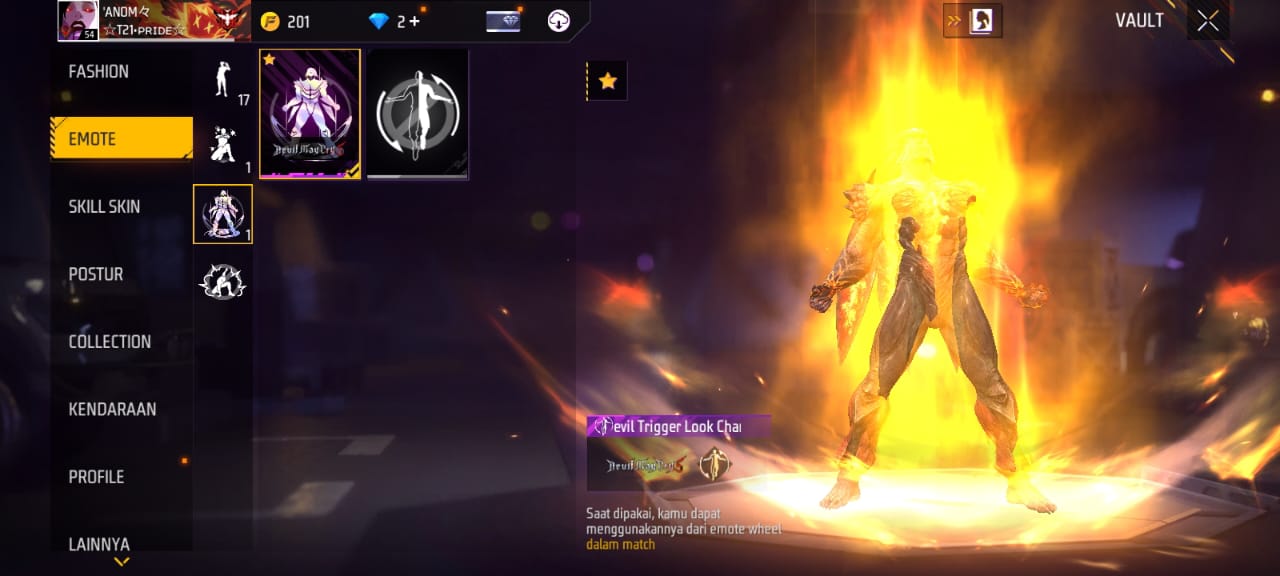 'ANOM々
☆T21•PRIDE☆
54
201
2+
VAULT
FASHION
EMOTE
SKILL SKIN
POSTUR
COLLECTION
KENDARAAN
PROFILE
LAINNYA
17
1
1
Devil May Cry
evil Trigger Look Cha
Devil May Cry 5
Saat dipakai, kamu dapat
menggunakannya dari emote wheel
dalam match